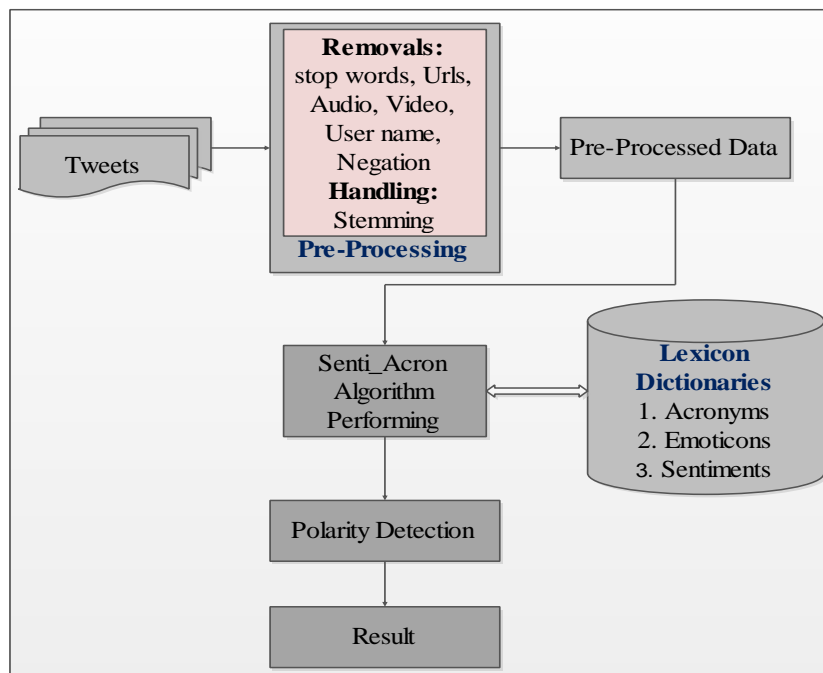 Tweets
Removals:
stop words, Urls,
Audio, Video,
User name,
Negation
Handling:
Stemming
Pre-Processing
Pre-Processed Data
Senti_Acron
Algorithm
Performing
Lexicon
Dictionaries
1. Acronyms
2. Emoticons
3. Sentiments
Polarity Detection
Result